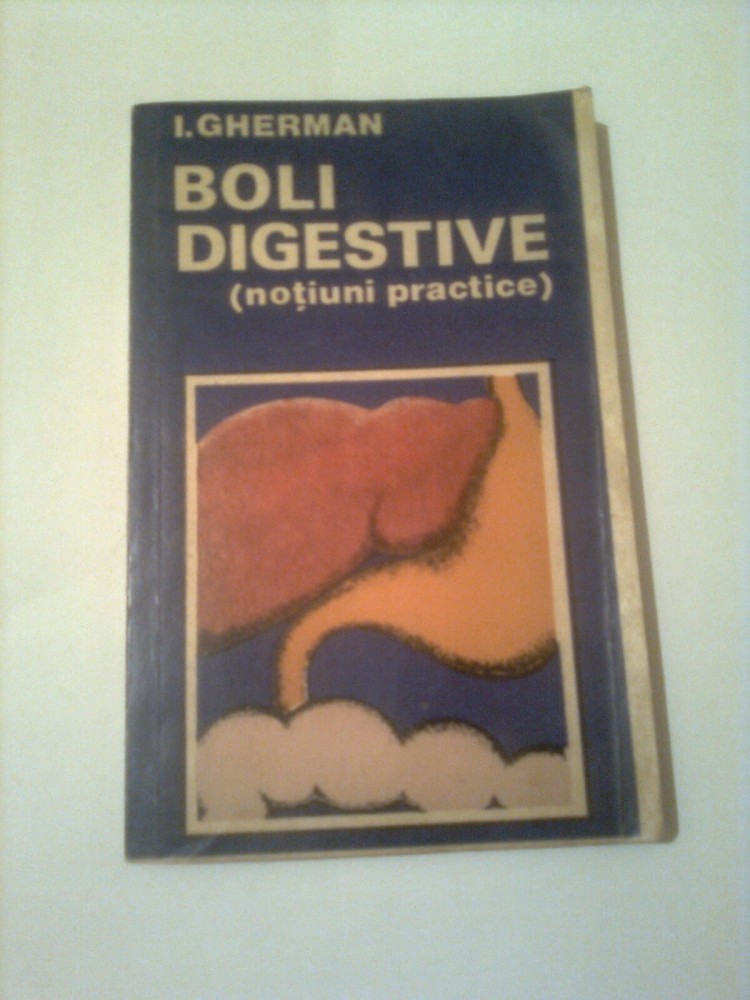 I.GHERMAN
BOLI
DIGESTIVE
(noțiuni practice)